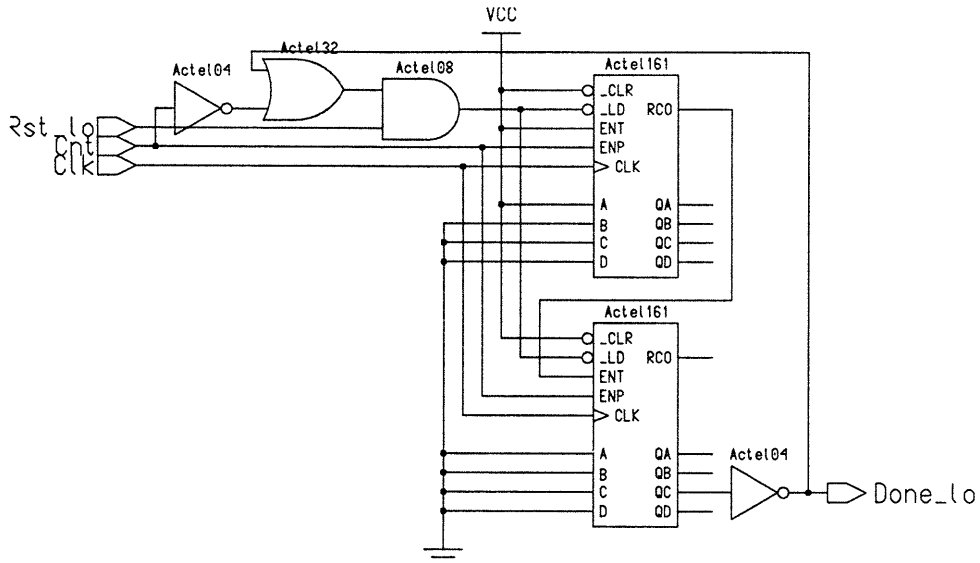 VCC
Actel32
Actel04
Actel08
Actel161
Rst_lo
Cnt
Clk
_CLR
_LD
RCO
ENT
ENP
CLK
A
QA
B
QB
C
QC
D
QD
Actel161
_CLR
_LD
RCO
ENT
ENP
CLK
A
QA
B
QB
C
QC
D
QD
Actel04
Done_lo